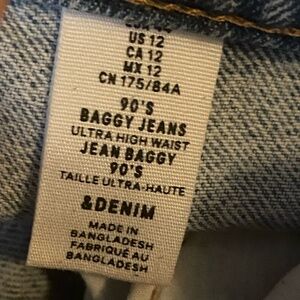 US 12
CA 12
MX 12
CN 175/84A
90'S
BAGGY JEANS
ULTRA HIGH WAIST
JEAN BAGGY
90'S
TAILLE ULTRA-HAUTE
&DENIM
MADE IN
BANGLADESH
FABRIQUÉ AU
BANGLADESH